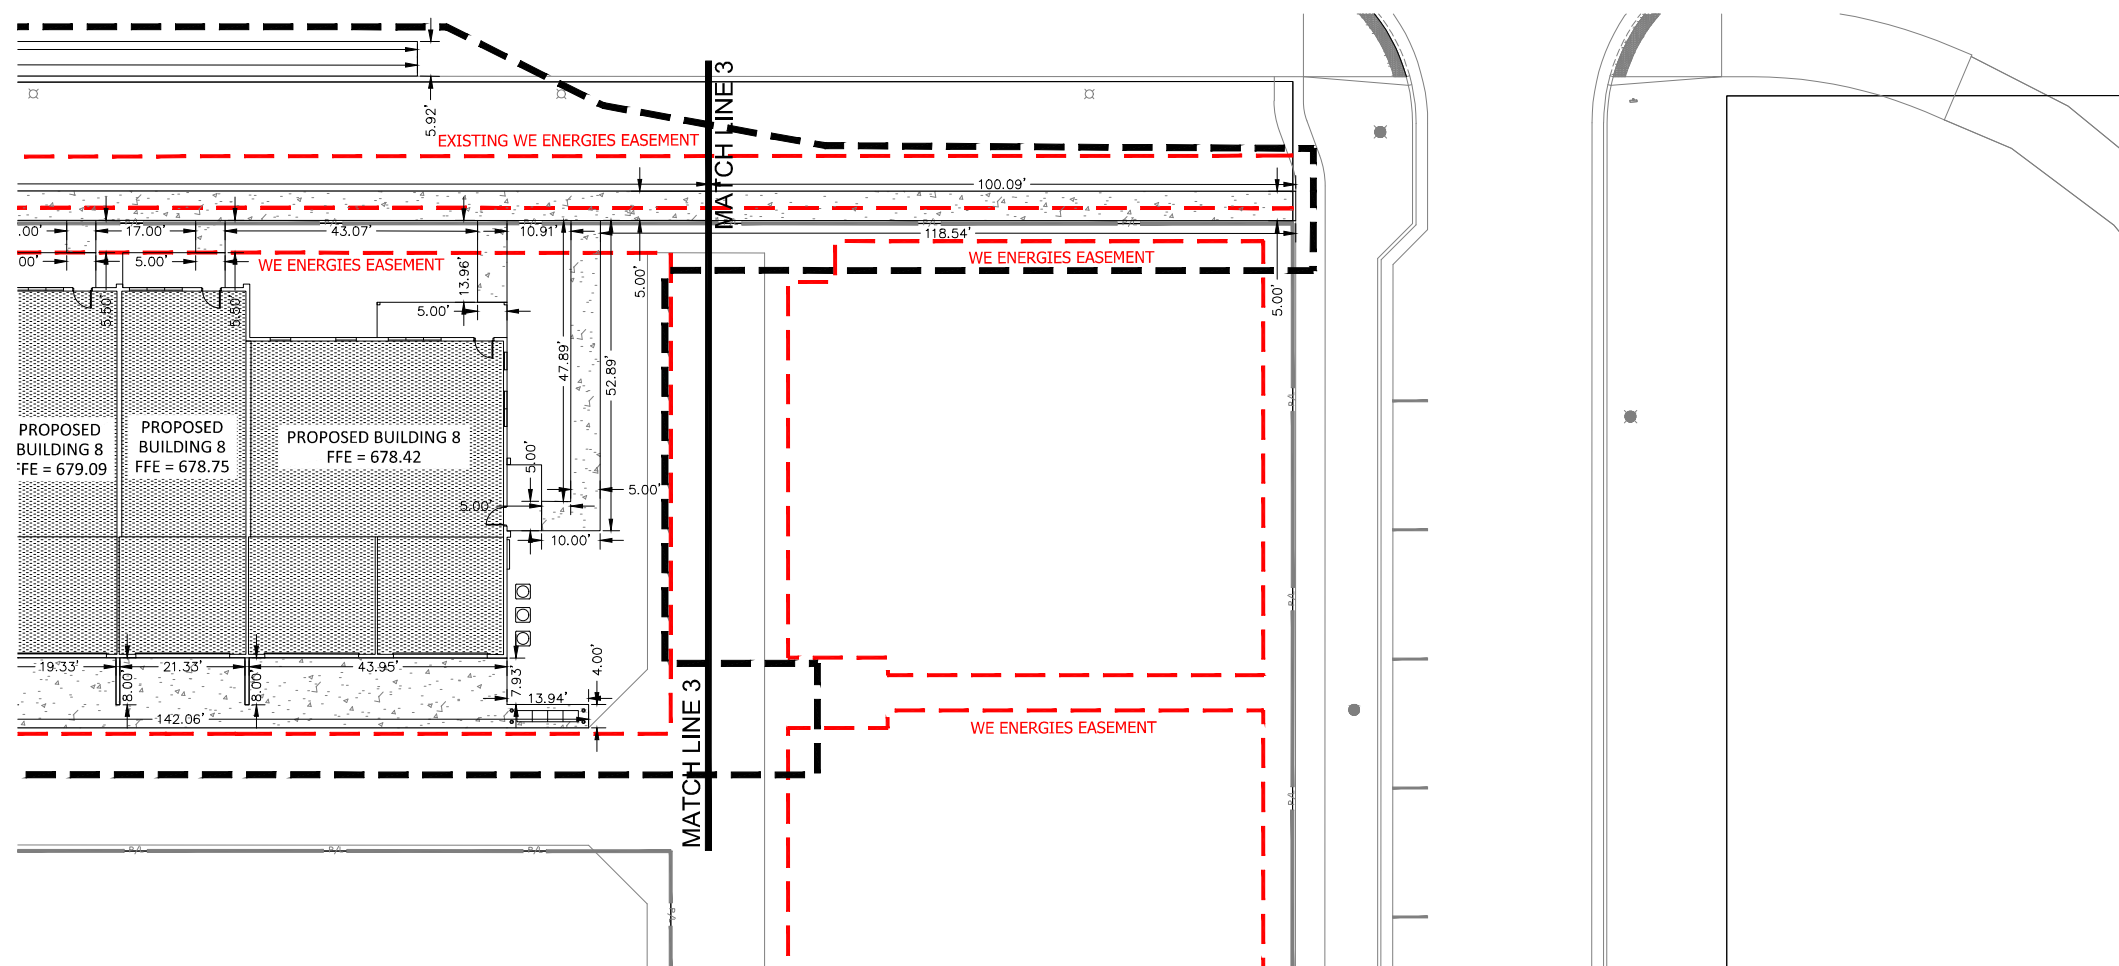 5.92'
MATCH LINE 3
EXISTING WE ENERGIES EASEMENT
100.09'
.00'
17.00'
43.07'
10.91'
118.54'
00'
5.00'
WE ENERGIES EASEMENT
13.96'
5.00'
WE ENERGIES EASEMENT
5.50'
5.50'
5.00'
5.00'
47.89'
52.89'
PROPOSED
BUILDING 8
FFE = 679.09
PROPOSED
BUILDING 8
FFE = 678.75
PROPOSED BUILDING 8
FFE = 678.42
5.00'
5.00'
5.00'
10.00'
19.33'
21.33'
43.95'
4.00'
8.00'
8.00'
7.93'
13.94'
142.06'
MATCH LINE 3
WE ENERGIES EASEMENT